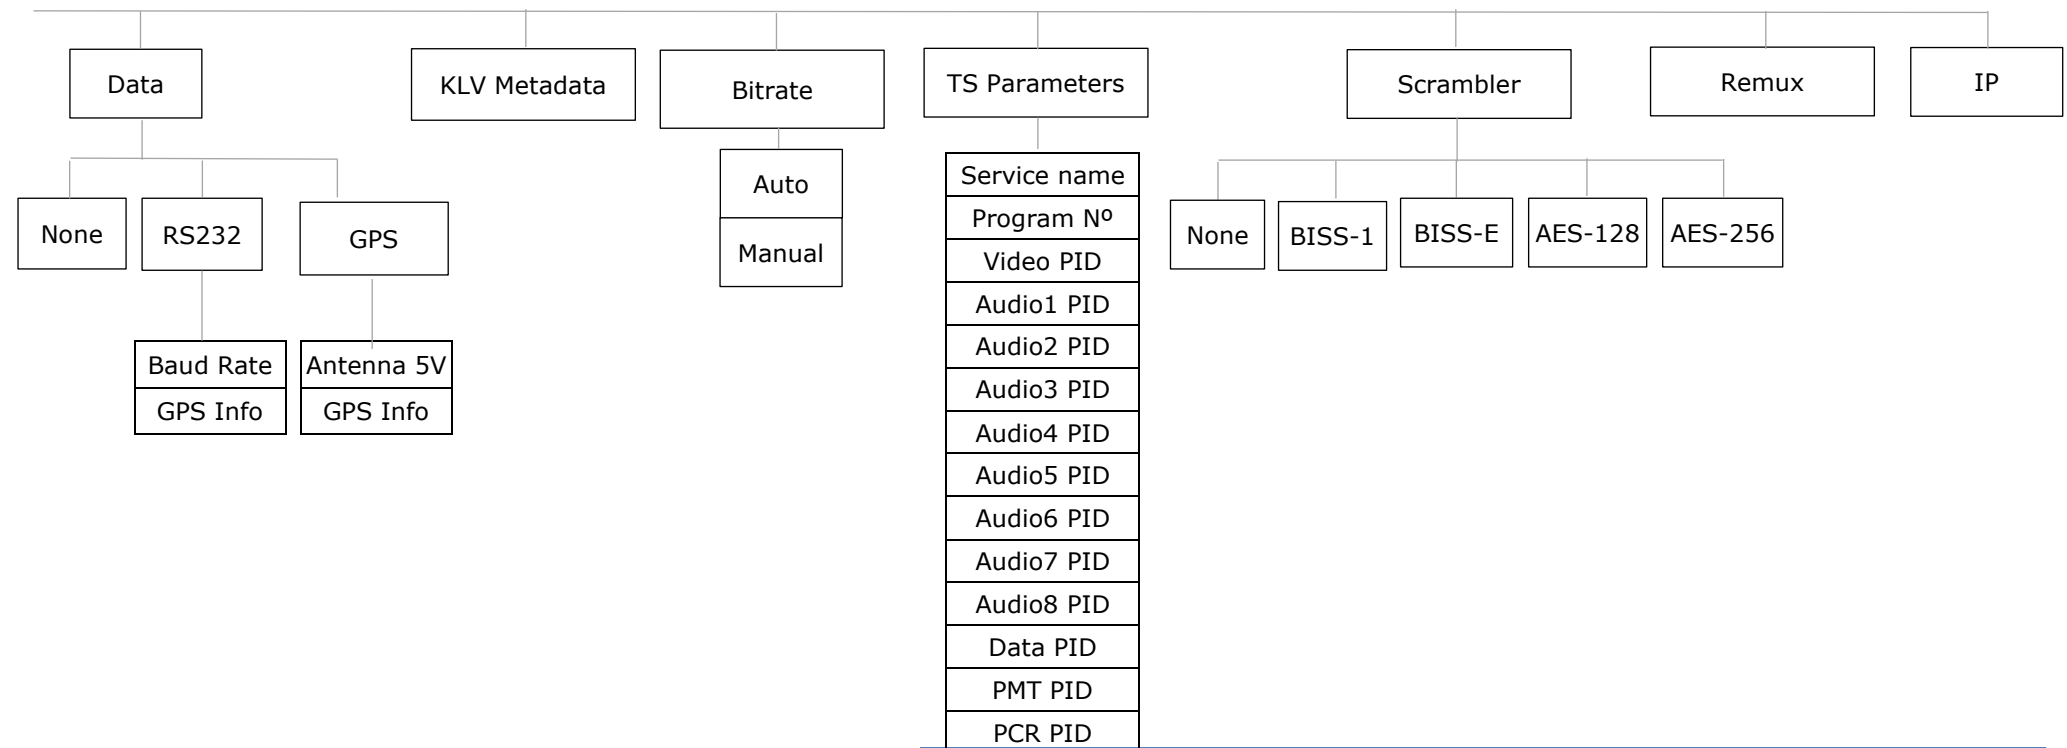 Data
KLV Metadata
Bitrate
TS Parameters
Scrambler
Remux
IP
None
RS232
GPS
Baud Rate
GPS Info
Antenna 5V
GPS Info
Auto
Manual
Service name
Program Nº
Video PID
Audio1 PID
Audio2 PID
Audio3 PID
Audio4 PID
Audio5 PID
Audio6 PID
Audio7 PID
Audio8 PID
Data PID
PMT PID
PCR PID
None
BISS-1
BISS-E
AES-128
AES-256